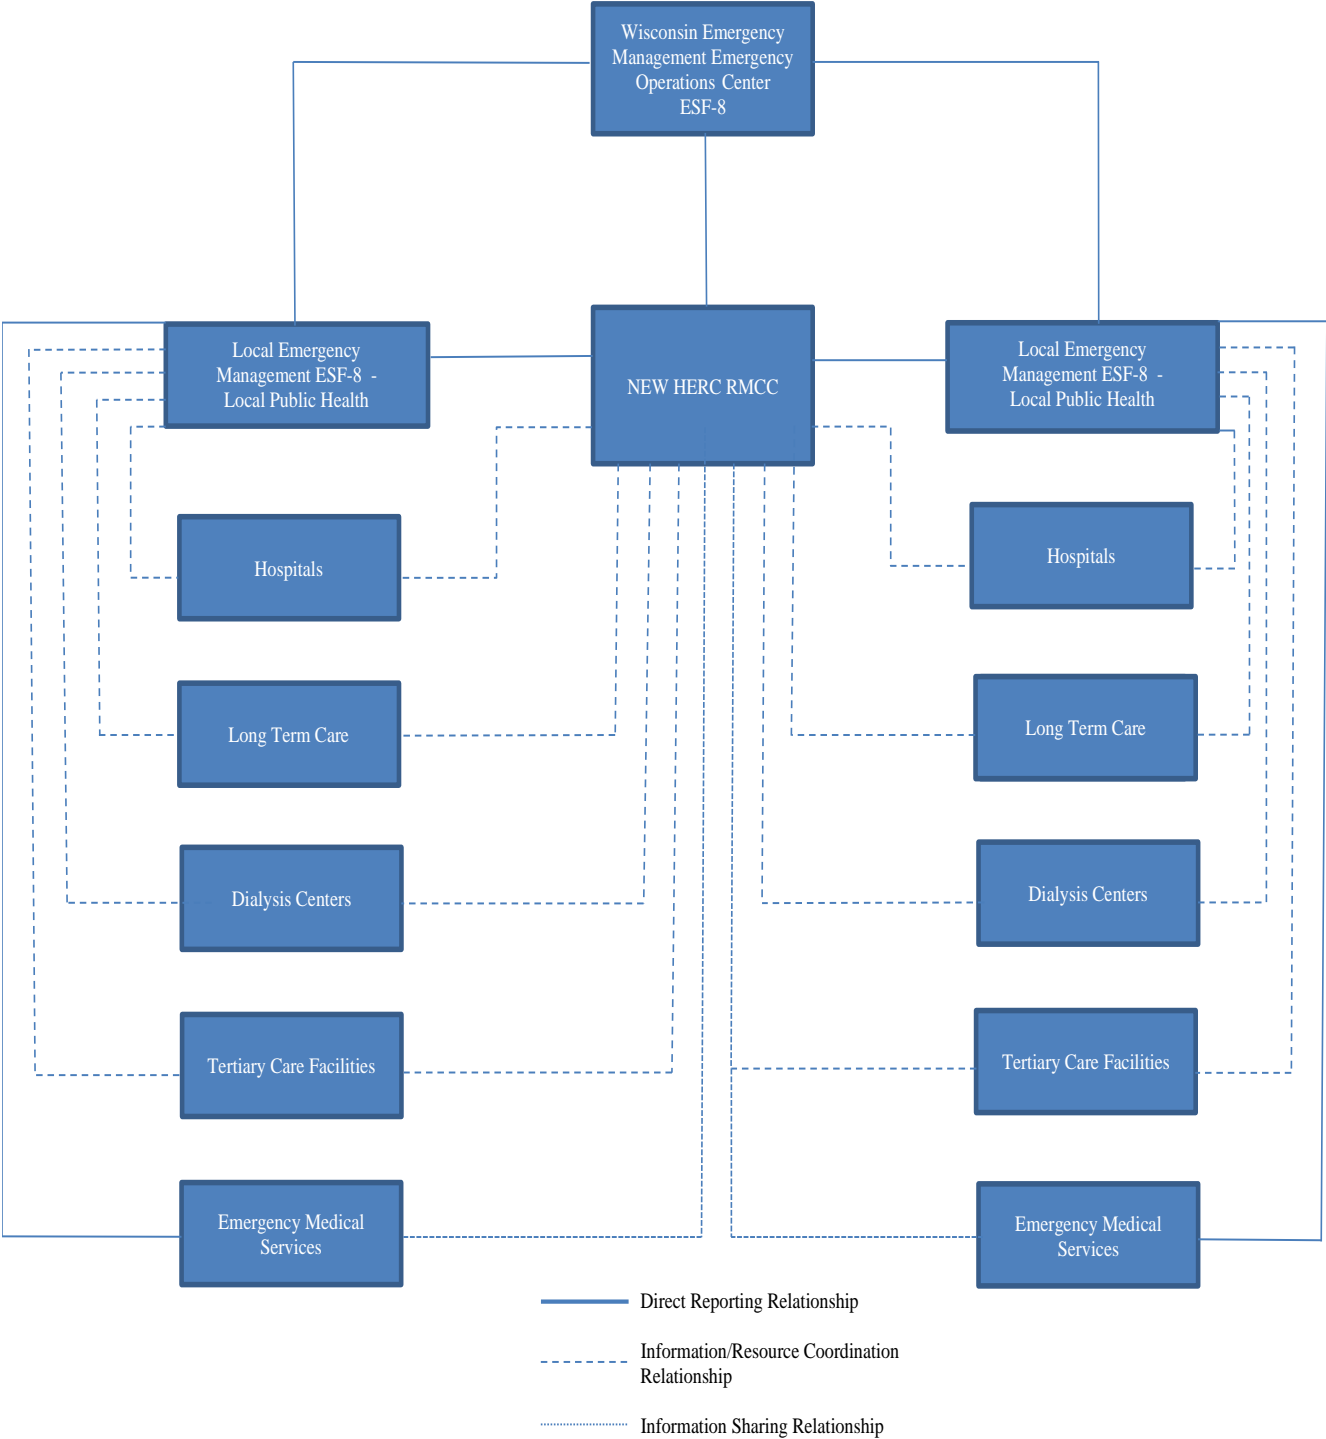 Wisconsin Emergency
Management Emergency
Operations Center
ESF-8
Local Emergency
Management ESF-8 -
Local Public Health
NEW HERC RMCC
Local Emergency
Management ESF-8 -
Local Public Health
Hospitals
Hospitals
Long Term Care
Long Term Care
Dialysis Centers
Dialysis Centers
Tertiary Care Facilities
Tertiary Care Facilities
Emergency Medical
Services
Emergency Medical
Services
Direct Reporting Relationship
Information/Resource Coordination
Relationship
Information Sharing Relationship